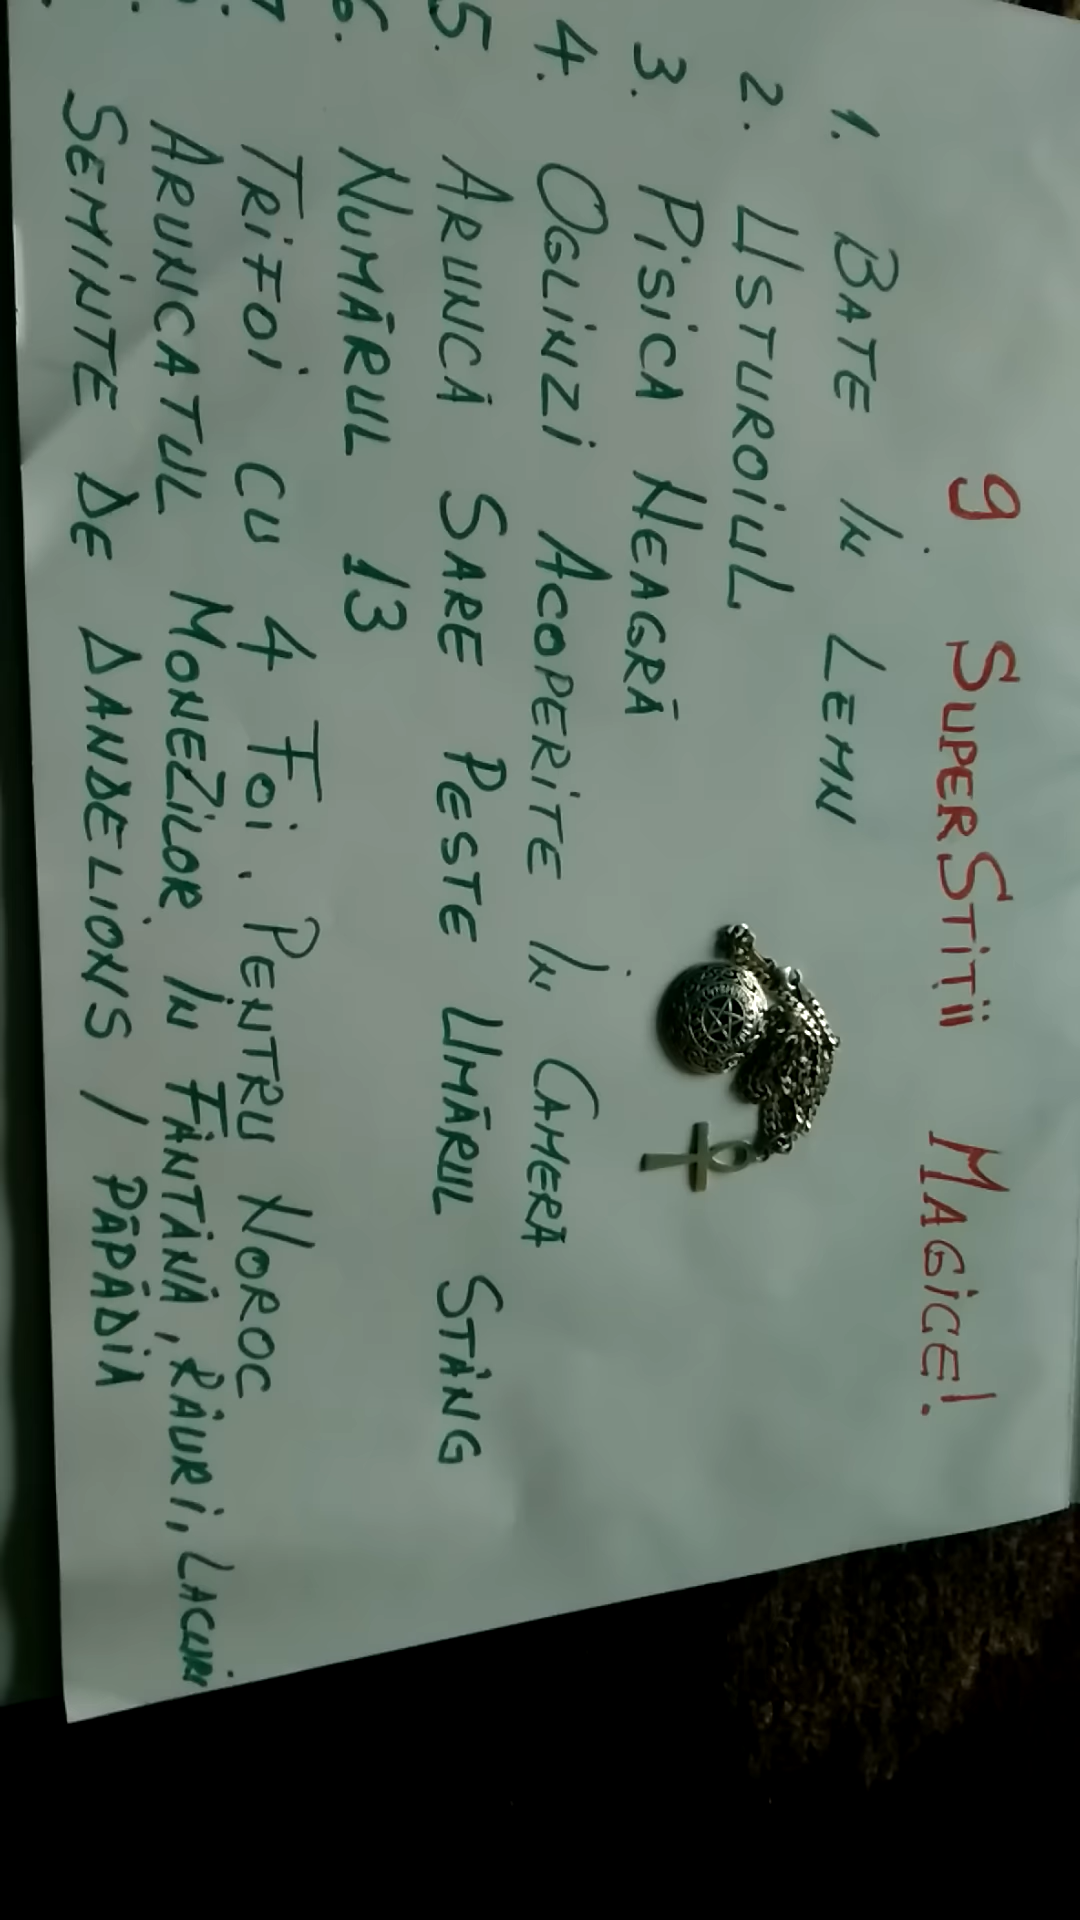 9 SUPERSTIȚII MAGICE!
1. BATE ÎN LEMN
2. USTUROIUL
3. PISICA NEAGRĂ
4. OGLINZI ACOPERITE ÎN CAMERĂ
5. ARUNCĂ SARE PESTE UMĂRUL STÂNG
6. NUMĂRUL 13
7. TRIFOI CU 4 FOI. PENTRU NOROC
ARUNCATUL MONEZILOR ÎN FÂNTÂNĂ, RÂURI, LACURI
SEMINTE DE DANDELIONS / PĂPĂDIA